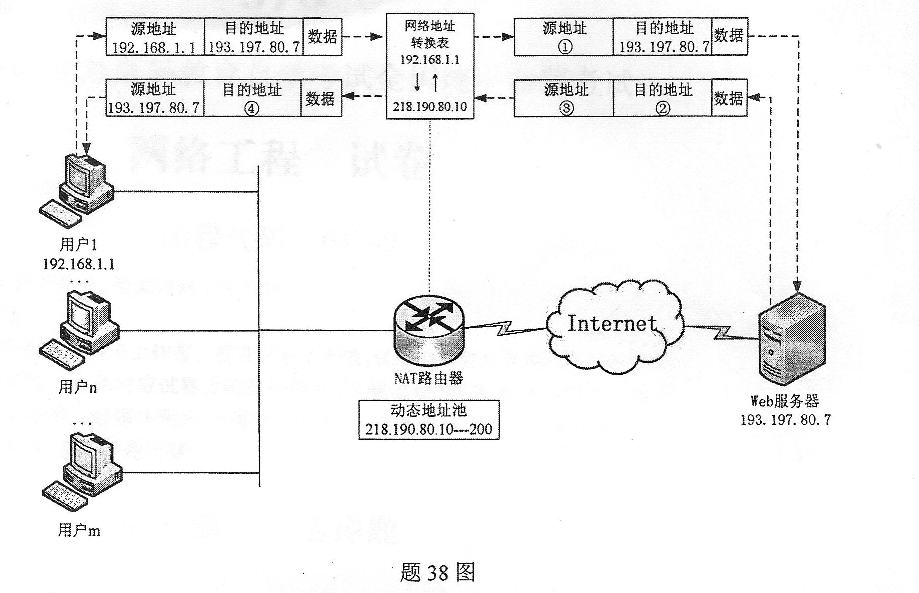 源地址 目的地址 数据
192.168.1.1 193.197.80.7
网络地址
转换表
192.168.1.1
↓ ↑
218.190.80.10
源地址 目的地址 数据
① 193.197.80.7
源地址 目的地址 数据
193.197.80.7 ④
源地址 目的地址 数据
③ ②
用户1
192.168.1.1
...
用户n
...
用户m
NAT路由器
动态地址池
218.190.80.10---200
Internet
Web服务器
193.197.80.7
题 38 图